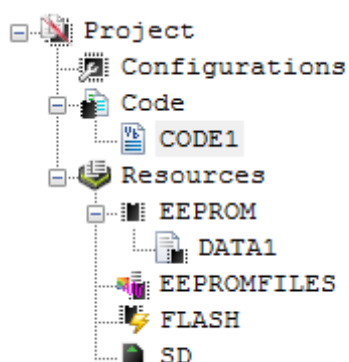 Project
Configurations
Code
CODE1
Resources
EEPROM
DATA1
EEPROMFILES
FLASH
SD